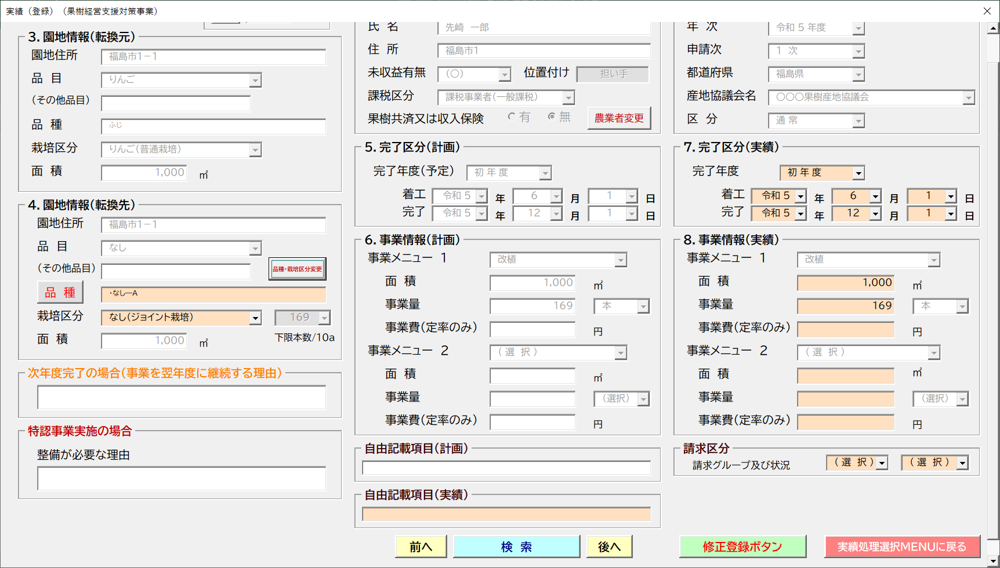 実績（登録）（果樹経営支援対策事業）
3．園地情報（転換元）
園地住所 福島市1－1
品 目 りんご
（その他品目）
品 種 ふじ
栽培区分 りんご（普通栽培）
面 積 1,000 ㎡
4．園地情報（転換先）
園地住所 福島市1－1
品 目 なし
（その他品目） 品種・栽培区分変更
品 種 ・なし―A
栽培区分 なし（ジョイント栽培） 169
面 積 1,000 ㎡ 下限本数/10a
次年度完了の場合（事業を翌年度に継続する理由）
特認事業実施の場合
整備が必要な理由
氏 名 先崎 一郎
住 所 福島市1
未収益有無 （○） 位置付け 担い手
課税区分 課税事業者（一般課税）
果樹共済又は収入保険 有 無 農業者変更
5．完了区分（計画）
完了年度（予定） 初 年 度
着工 令和 5 年 6 月 1 日
完了 令和 5 年 12 月 1 日
6．事業情報（計画）
事業メニュー 1 改植
面 積 1,000 ㎡
事業量 169 本
事業費（定率のみ） 円
事業メニュー 2 （ 選 択 ）
面 積 ㎡
事業量 （選択）
事業費（定率のみ） 円
自由記載項目（計画）
自由記載項目（実績）
年 次 令和 5 年度
申請次 1 次
都道府県 福島県
産地協議会名 ○○○果樹産地協議会
区 分 通 常
7．完了区分（実績）
完了年度 初 年 度
着工 令和 5 年 6 月 1 日
完了 令和 5 年 12 月 1 日
8．事業情報（実績）
事業メニュー 1 改植
面 積 1,000 ㎡
事業量 169 本
事業費（定率のみ） 円
事業メニュー 2 （ 選 択 ）
面 積 ㎡
事業量 （選択）
事業費（定率のみ） 円
請求区分
請求グループ及び状況 （ 選 択 ） （ 選 択 ）
前へ 検 索 後へ 修正登録ボタン 実績処理選択MENUに戻る